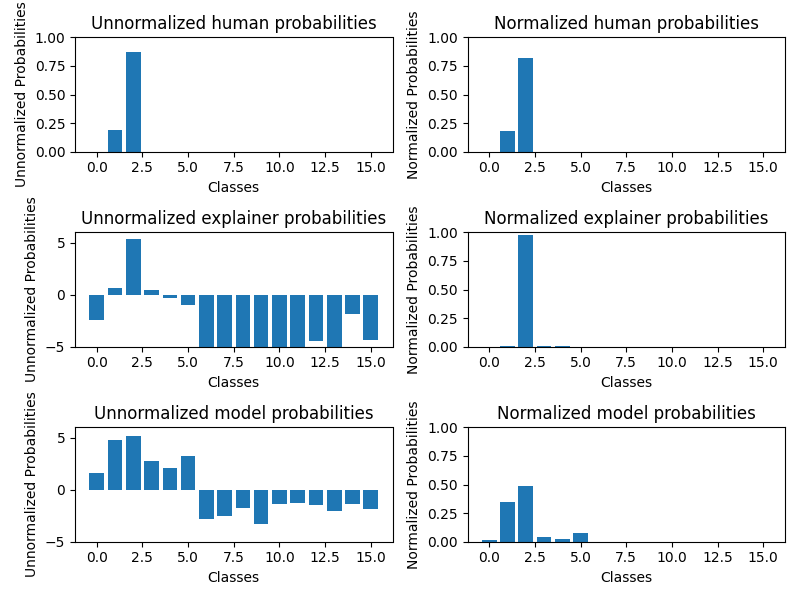 Unnormalized human probabilities
Unnormalized Probabilities
1.00
0.75
0.50
0.25
0.00
0.0 2.5 5.0 7.5 10.0 12.5 15.0
Classes
Normalized human probabilities
Normalized Probabilities
1.00
0.75
0.50
0.25
0.00
0.0 2.5 5.0 7.5 10.0 12.5 15.0
Classes
Unnormalized explainer probabilities
Unnormalized Probabilities
5
0
−5
0.0 2.5 5.0 7.5 10.0 12.5 15.0
Classes
Normalized explainer probabilities
Normalized Probabilities
1.00
0.75
0.50
0.25
0.00
0.0 2.5 5.0 7.5 10.0 12.5 15.0
Classes
Unnormalized model probabilities
Unnormalized Probabilities
5
0
−5
0.0 2.5 5.0 7.5 10.0 12.5 15.0
Classes
Normalized model probabilities
Normalized Probabilities
1.00
0.75
0.50
0.25
0.00
0.0 2.5 5.0 7.5 10.0 12.5 15.0
Classes